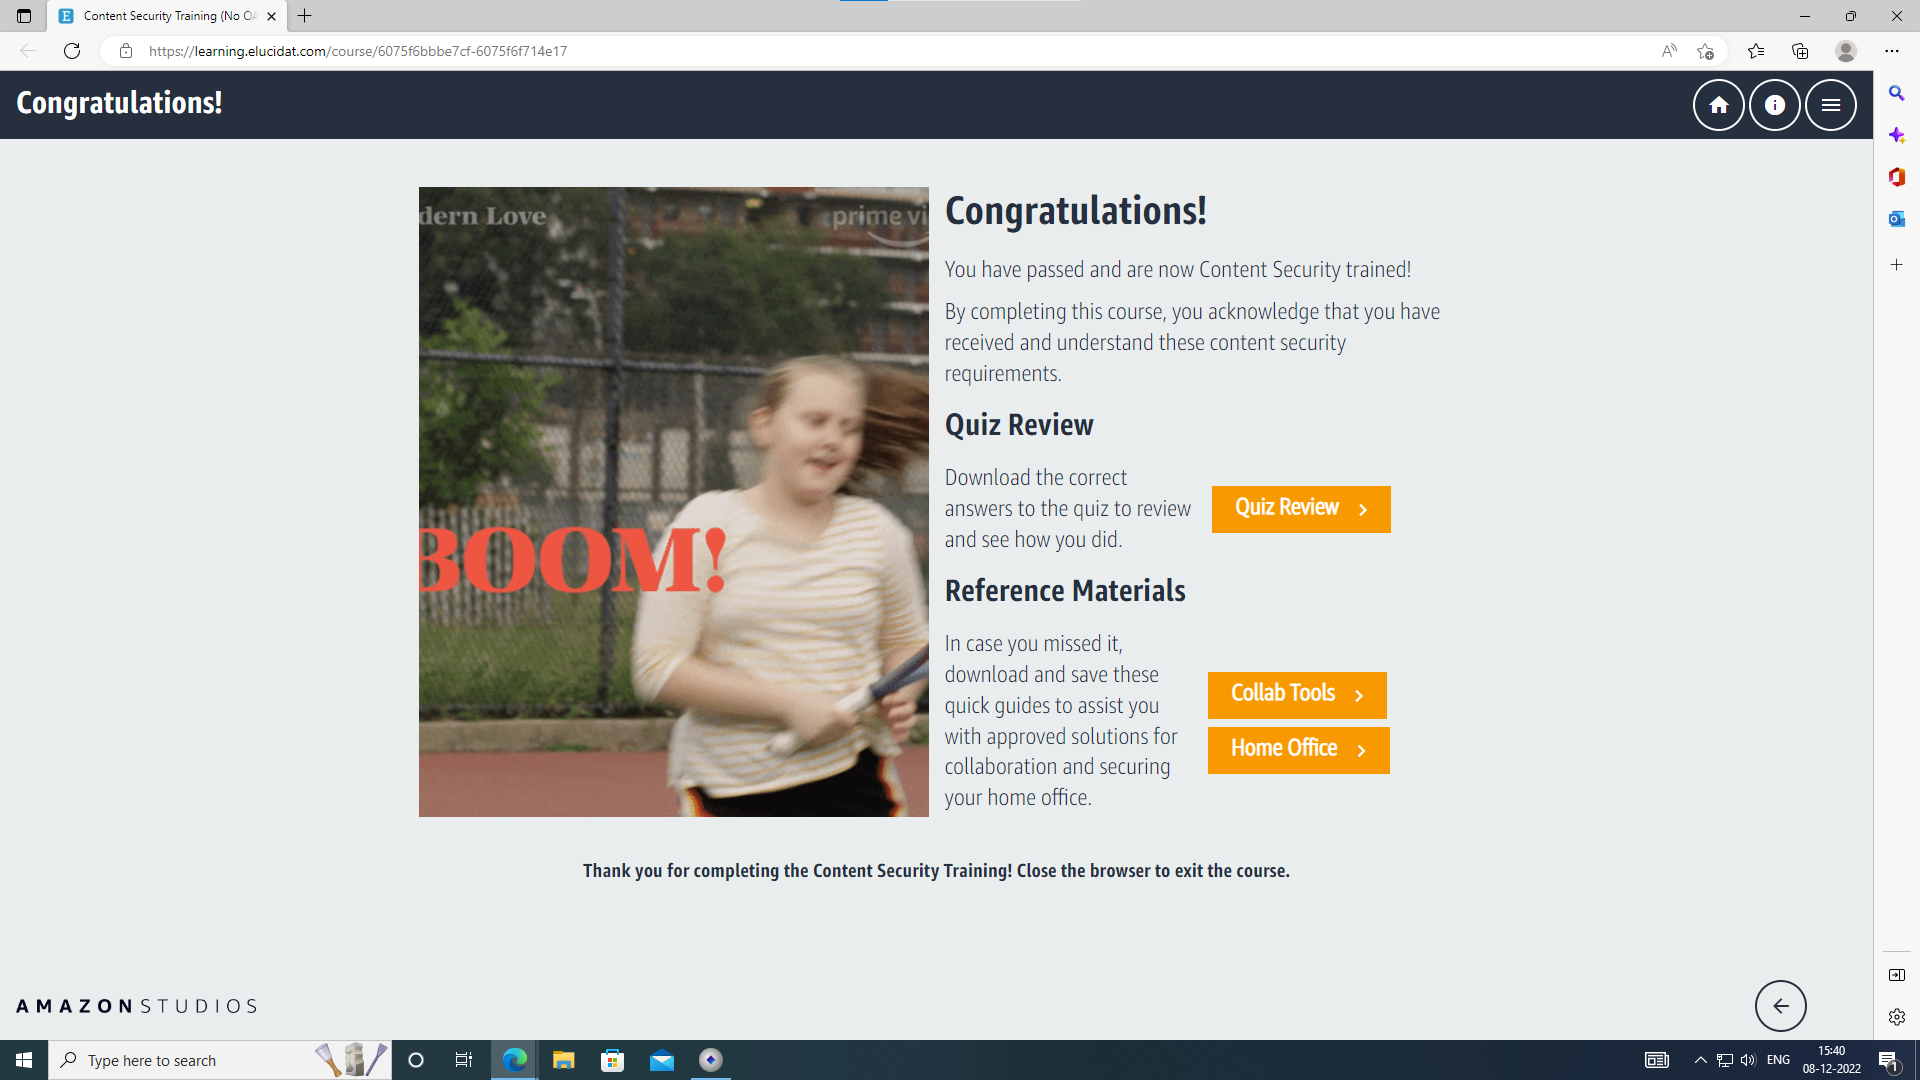 Content Security Training (No OA
https://learning.elucidat.com/course/6075f6bbbe7cf-6075f6f714e17
Congratulations!
dern Love
prime vi
BOOM!
Congratulations!
You have passed and are now Content Security trained!
By completing this course, you acknowledge that you have
received and understand these content security
requirements.
Quiz Review
Download the correct
answers to the quiz to review
and see how you did.
Quiz Review
Reference Materials
In case you missed it,
download and save these
quick guides to assist you
with approved solutions for
collaboration and securing
your home office.
Collab Tools
Home Office
Thank you for completing the Content Security Training! Close the browser to exit the course.
AMAZON STUDIOS
Type here to search
ENG
15:40
08-12-2022
1